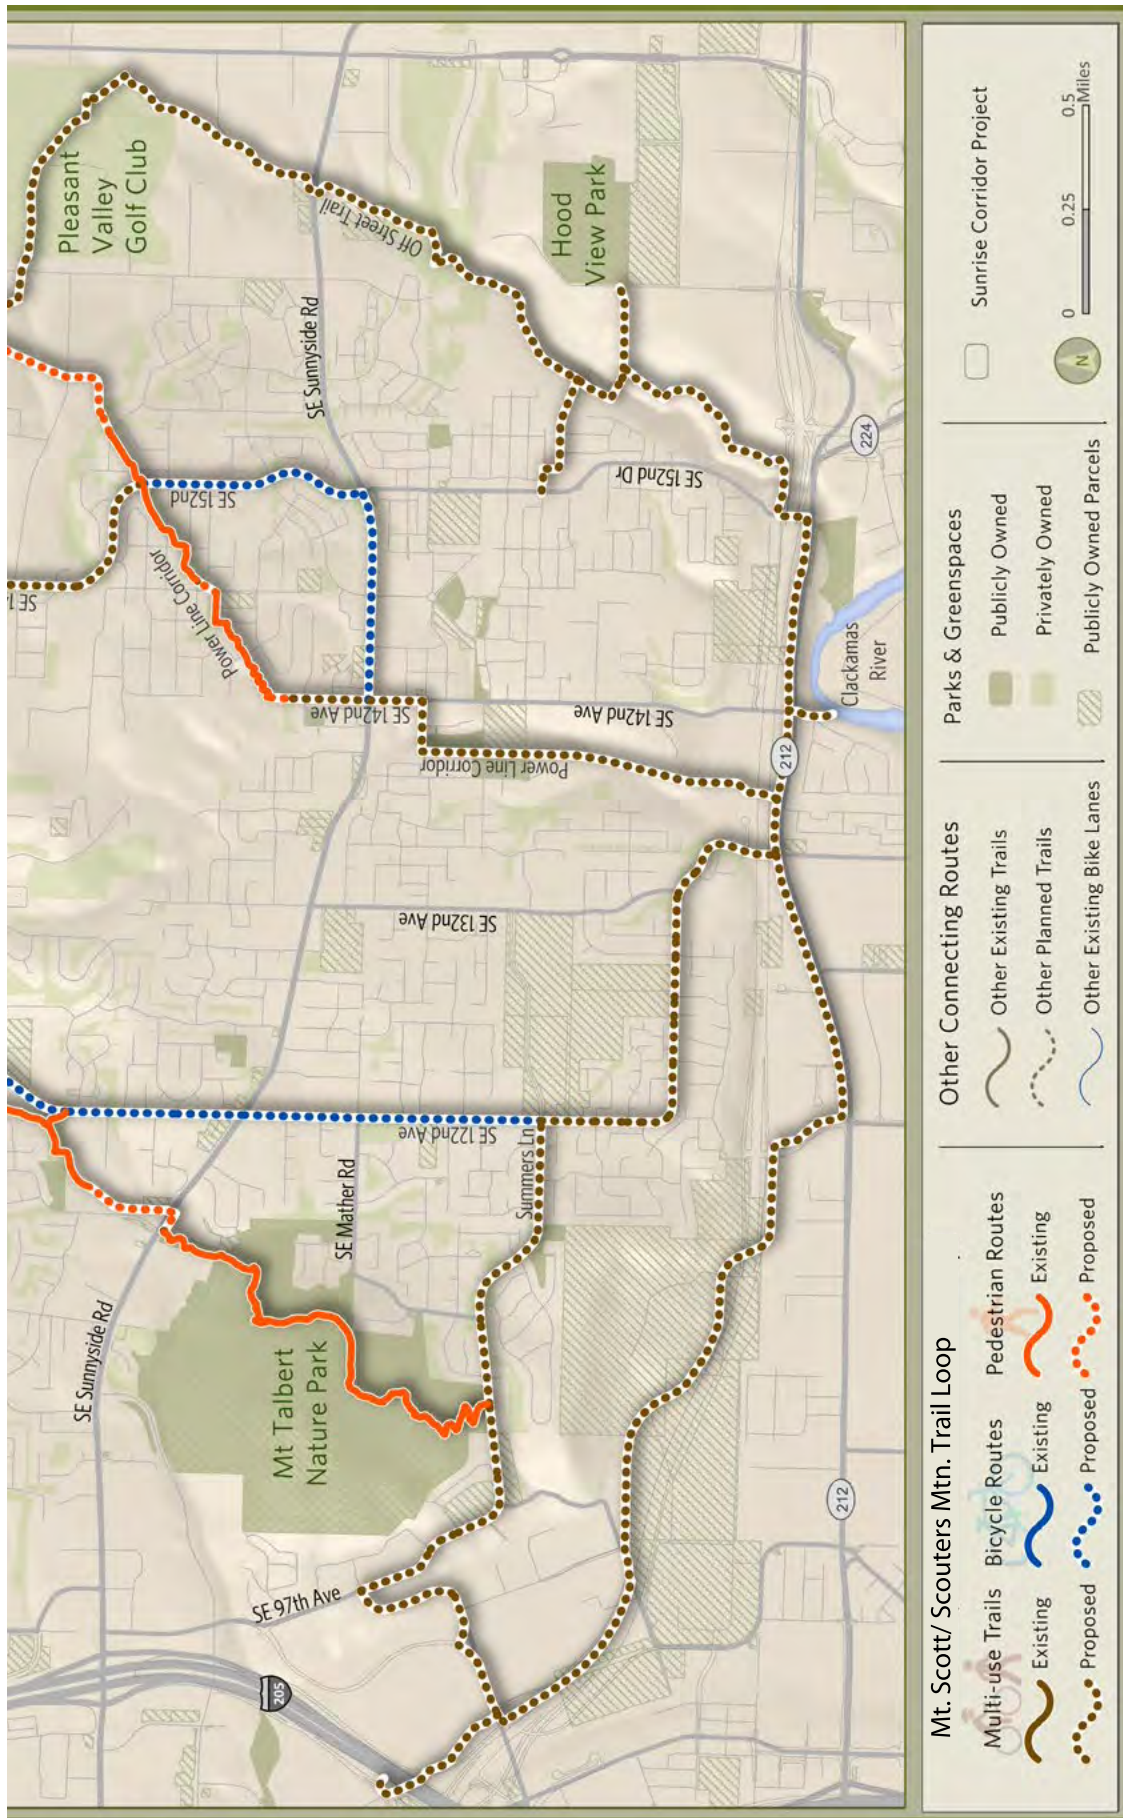 Pleasant
Valley
Golf Club
Off Street Trail
Hood
View Park
SE Sunnyside Rd
SE 152nd
SE 152nd Dr
224
SE 1
Power Line Corridor
SE 142nd Ave
SE 142nd Ave
Power Line Corridor
212
Clackamas
River
SE 132nd Ave
SE 122nd Ave
Summers Ln
SE Mather Rd
SE Sunnyside Rd
Mt Talbert
Nature Park
SE 97th Ave
205
212
Mt. Scott/ Scouters Mtn. Trail Loop
Multi-use Trails
Existing
Proposed
Bicycle Routes
Existing
Proposed
Pedestrian Routes
Existing
Proposed
Other Connecting Routes
Other Existing Trails
Other Planned Trails
Other Existing Bike Lanes
Parks & Greenspaces
Publicly Owned
Privately Owned
Publicly Owned Parcels
Sunrise Corridor Project
N
0 0.25 0.5
Miles